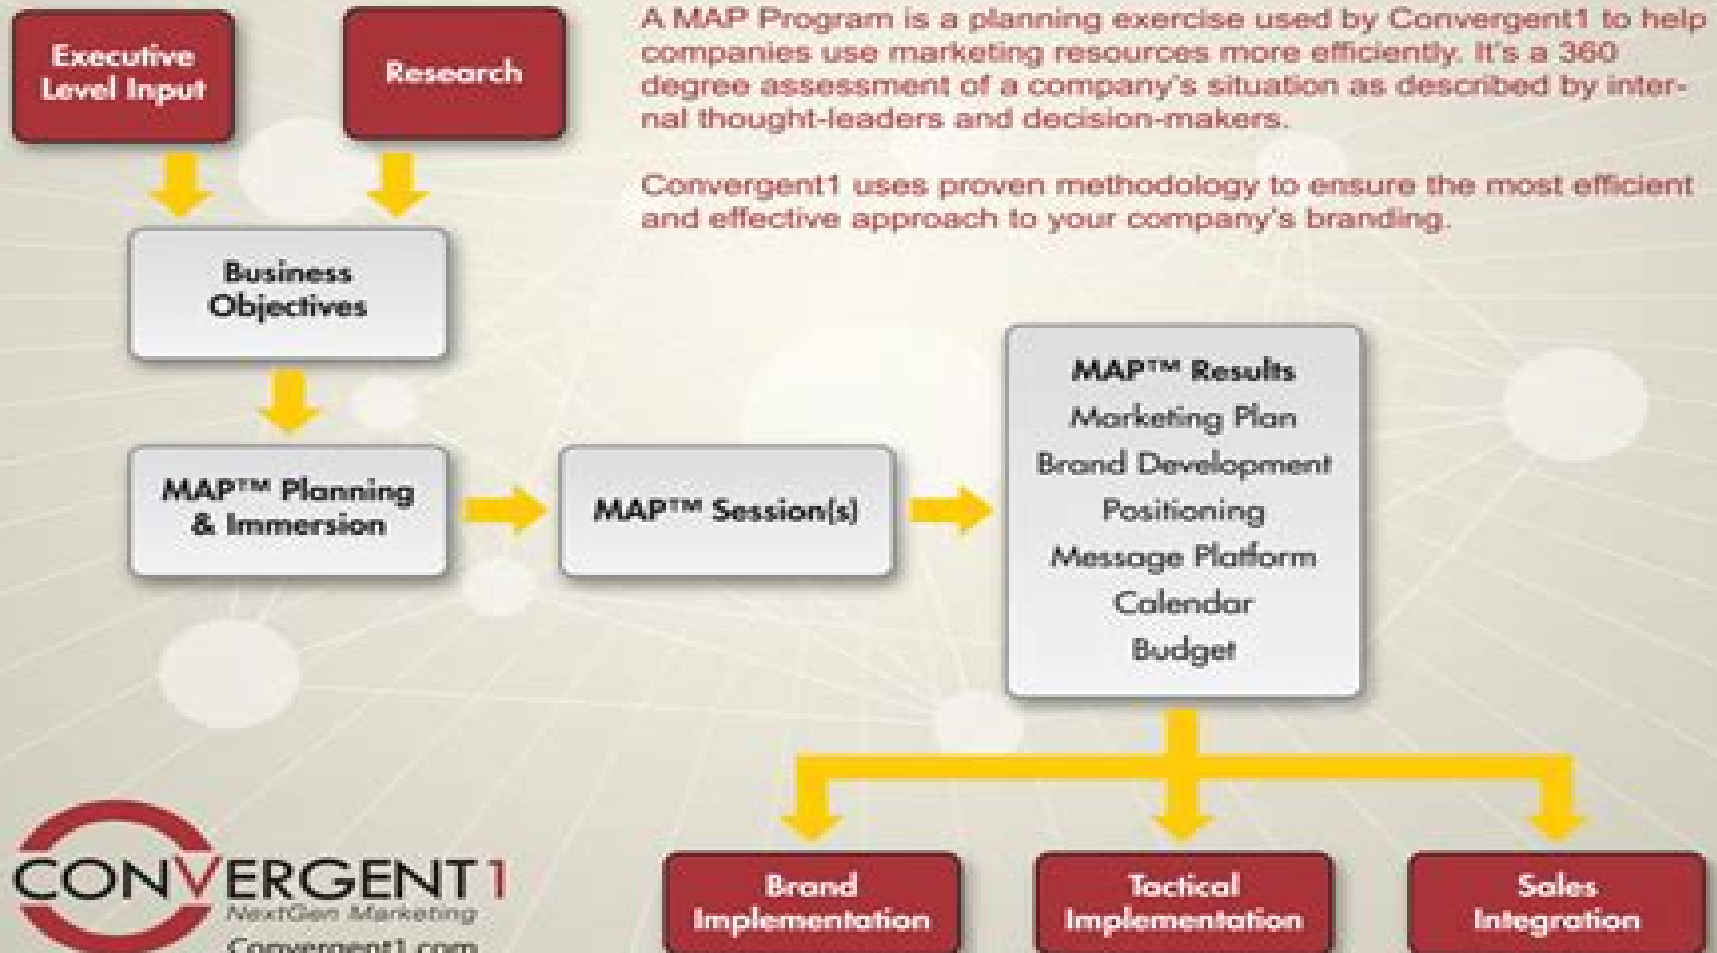 Executive
Level Input
Research
A MAP Program is a planning exercise used by Convergent1 to help
companies use marketing resources more efficiently. It's a 360
degree assessment of a company's situation as described by inter-
nal thought-leaders and decision-makers.
Convergent1 uses proven methodology to ensure the most efficient
and effective approach to your company's branding.
Business
Objectives
MAP™ Planning
& Immersion
MAP™ Session(s)
MAP™ Results
Marketing Plan
Brand Development
Positioning
Message Platform
Calendar
Budget
Brand
Implementation
Tactical
Implementation
Sales
Integration
CONVERGENT1
NextGen Marketing
Convergent1.com